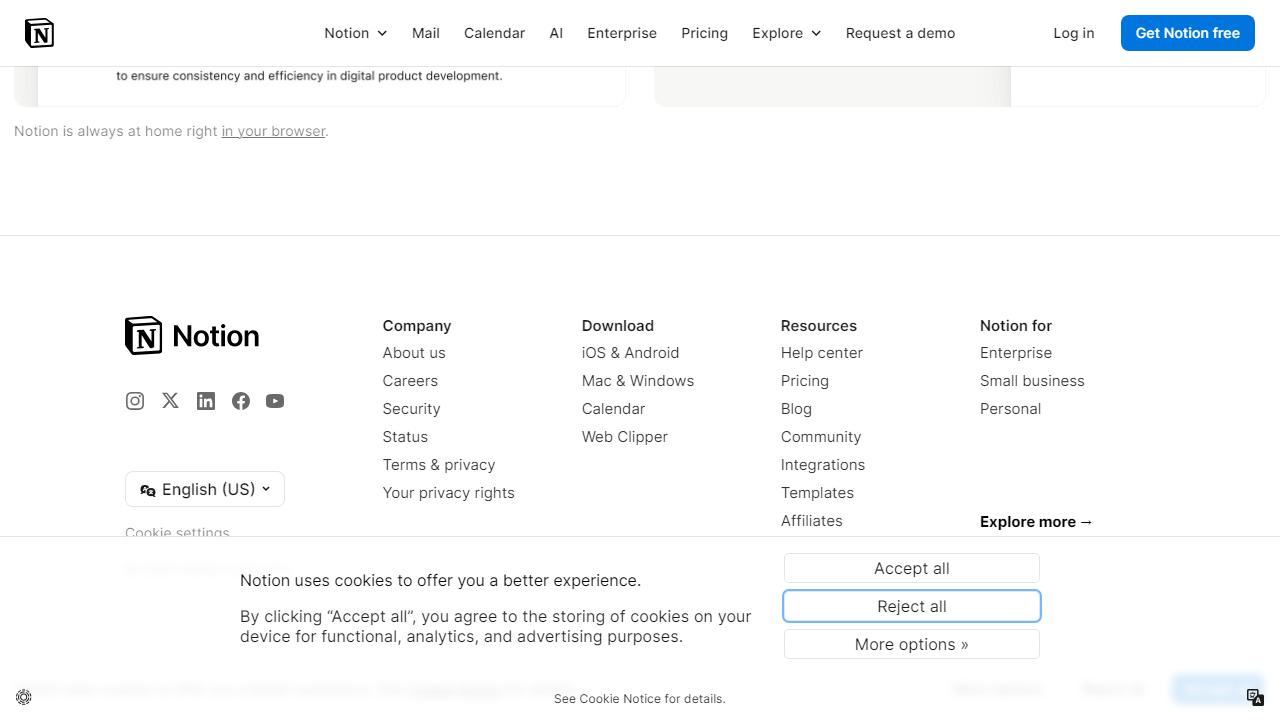 Notion
Mail
Calendar
AI
Enterprise
Pricing
Explore
Request a demo
Log in
Get Notion free
to ensure consistency and efficiency in digital product development.
Notion is always at home right in your browser.
Notion
English (US)
Cookie settings
Company
About us
Careers
Security
Status
Terms & privacy
Your privacy rights
Download
iOS & Android
Mac & Windows
Calendar
Web Clipper
Resources
Help center
Pricing
Blog
Community
Integrations
Templates
Affiliates
Notion for
Enterprise
Small business
Personal
Explore more →
Notion uses cookies to offer you a better experience.
By clicking “Accept all”, you agree to the storing of cookies on your
device for functional, analytics, and advertising purposes.
Accept all
Reject all
More options »
See Cookie Notice for details.